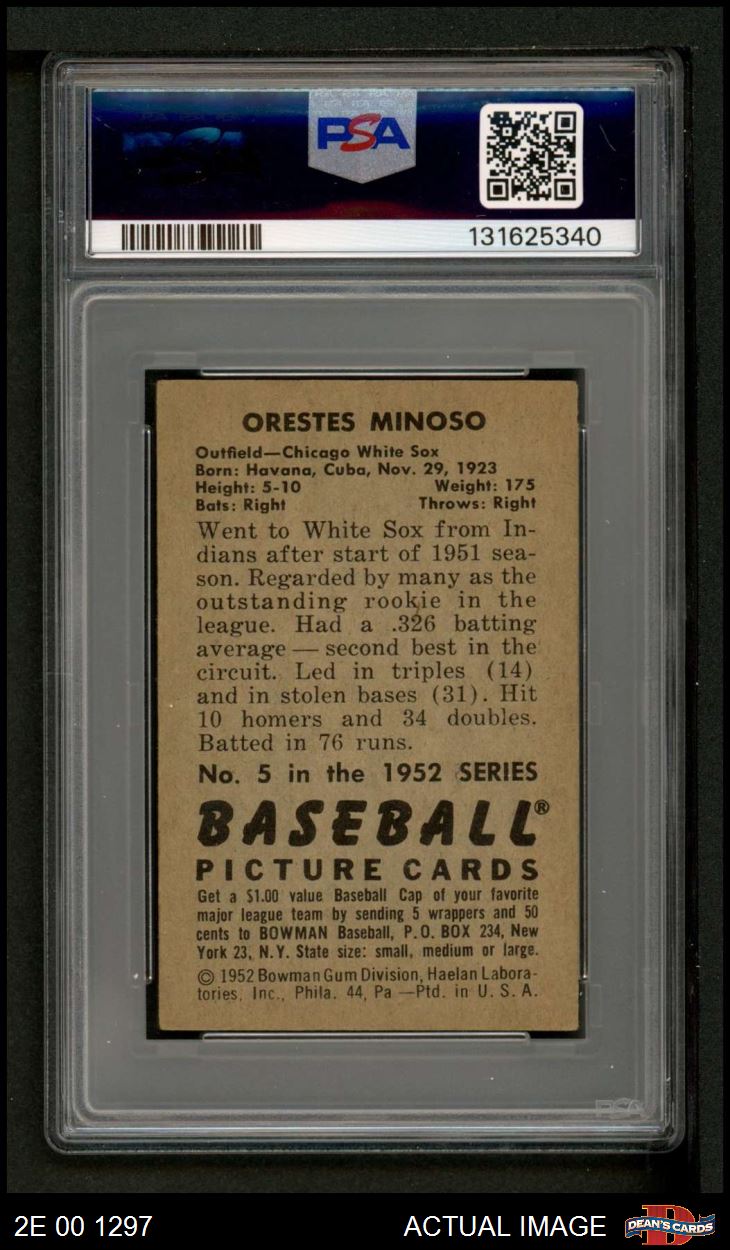 PSA
131625340
ORESTES MINOSO
Outfield—Chicago White Sox
Born: Havana, Cuba, Nov. 29, 1923
Height: 5-10 Weight: 175
Bats: Right Throws: Right
Went to White Sox from In-
dians after start of 1951 sea-
son. Regarded by many as the
outstanding rookie in the
league. Had a .326 batting
average — second best in the
circuit. Led in triples (14)
and in stolen bases (31). Hit
10 homers and 34 doubles.
Batted in 76 runs.
No. 5 in the 1952 SERIES
BASEBALL®
PICTURE CARDS
Get a $1.00 value Baseball Cap of your favorite
major league team by sending 5 wrappers and 50
cents to BOWMAN Baseball, P.O. BOX 234, New
York 23, N.Y. State size: small, medium or large.
© 1952 Bowman Gum Division, Haelan Labora-
tories, Inc., Phila. 44, Pa —Ptd. in U. S. A.
PSA
2E 00 1297 ACTUAL IMAGE DEAN'S CARDS